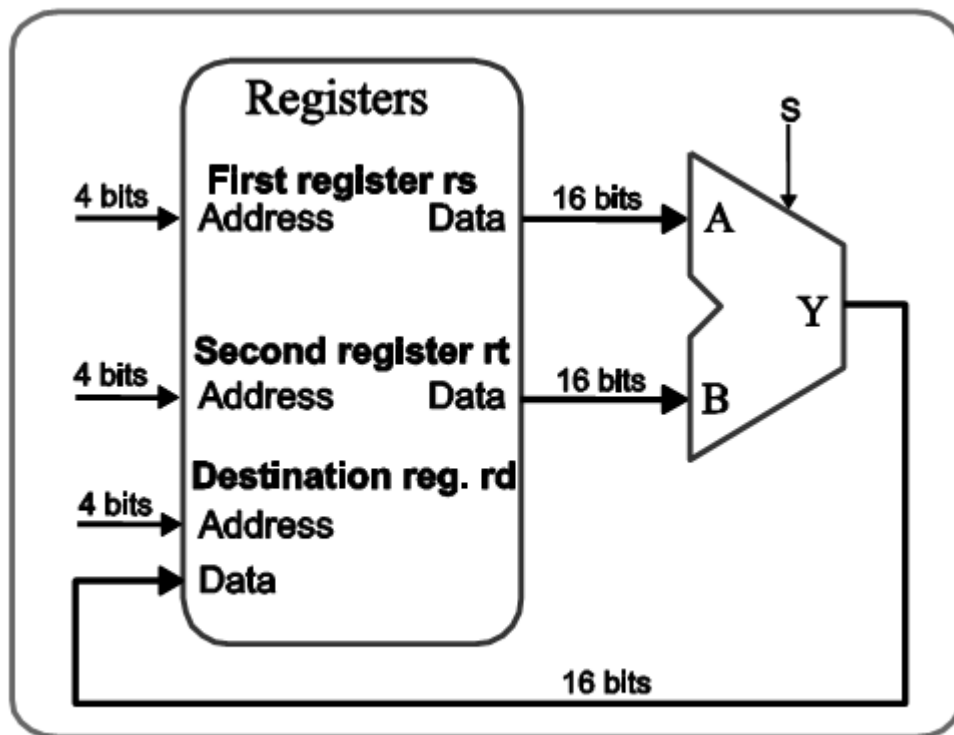 Registers
S
First register rs
4 bits
Address
Data
16 bits
A
Y
Second register rt
4 bits
Address
Data
16 bits
B
Destination reg. rd
4 bits
Address
Data
16 bits